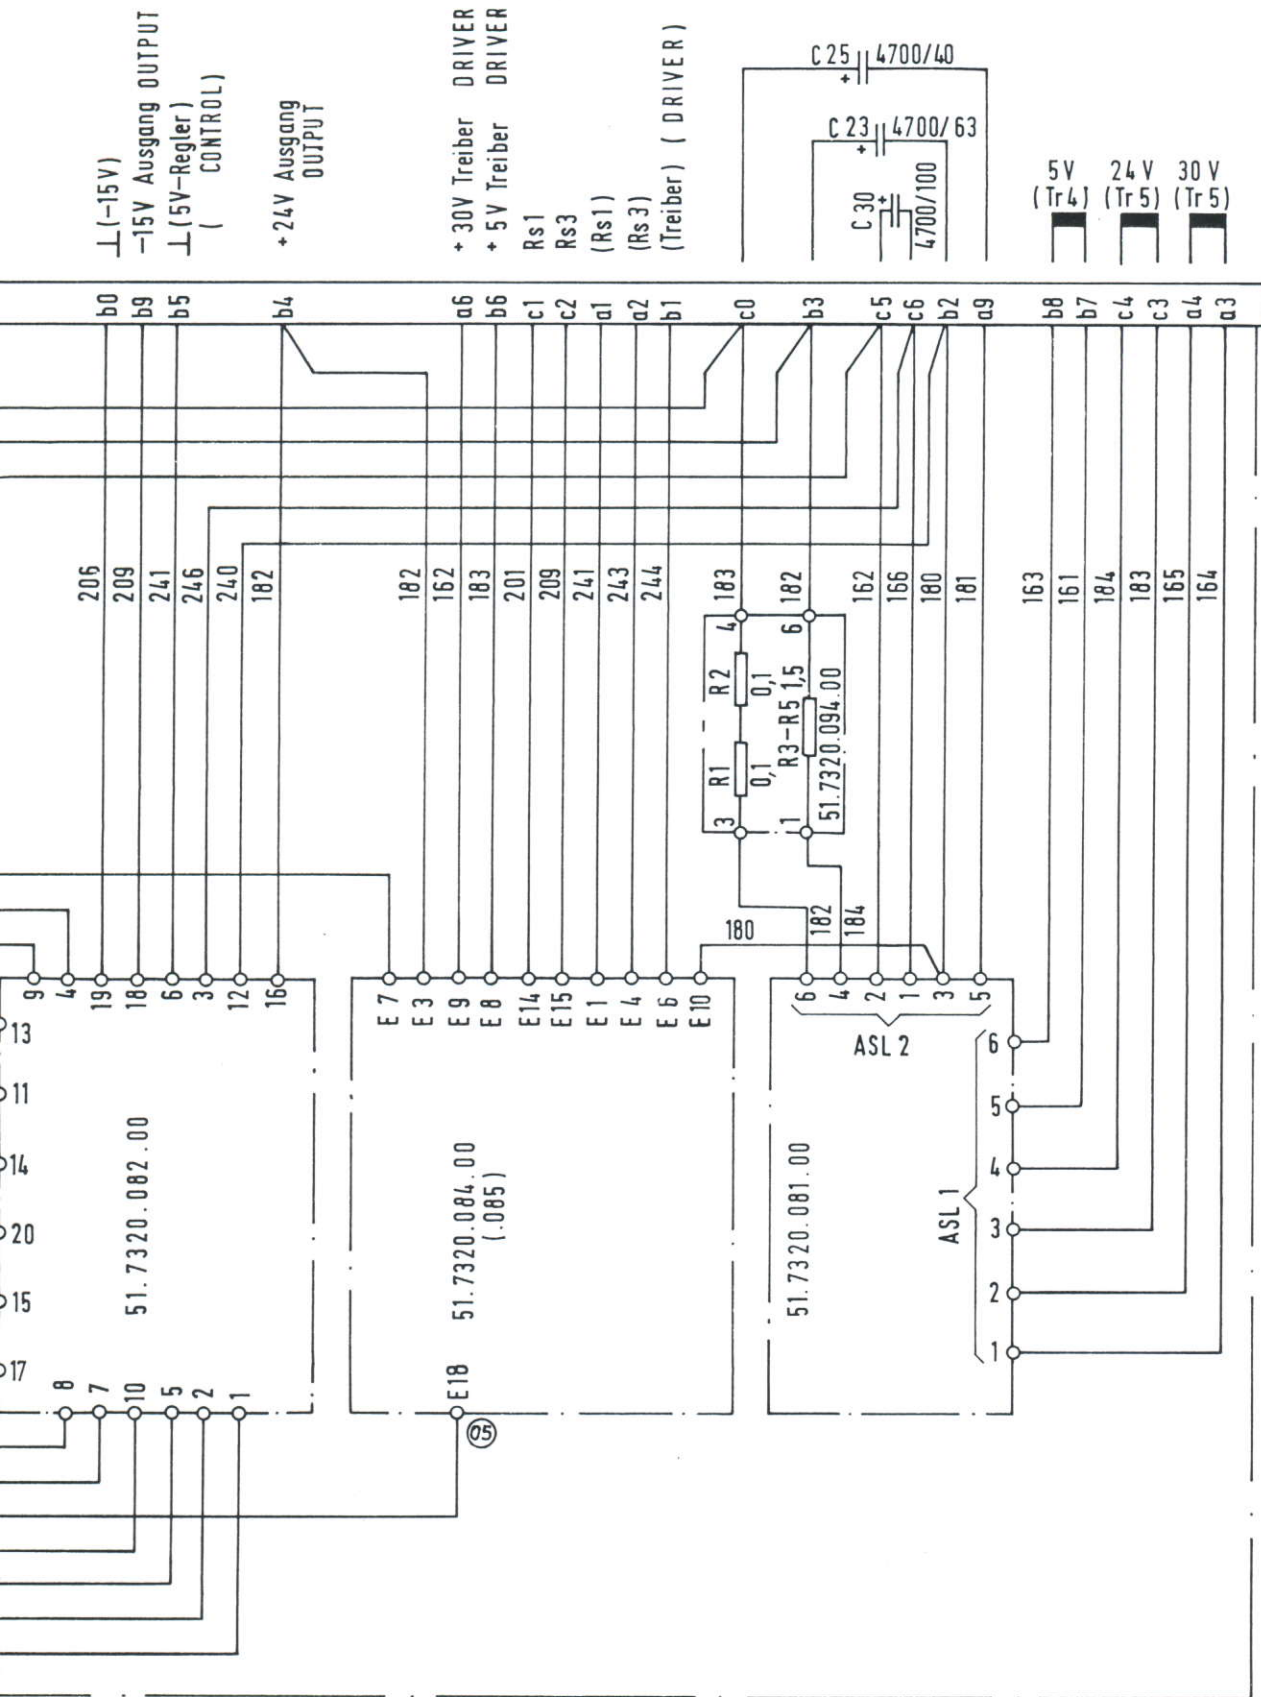 ⊥(-15V)
-15V Ausgang OUTPUT
⊥(5V-Regler)
( CONTROL)
+24V Ausgang
OUTPUT
+30V Treiber DRIVER
+ 5V Treiber DRIVER
Rs1
Rs3
(Rs1)
(Rs3)
(Treiber) (DRIVER)
C25 4700/40
+
C23 4700/63
+
C30
+
4700/100
5V 24V 30V
(Tr4) (Tr5) (Tr5)
b0 b9 b5 b4 a6 b6 c1 c2 a1 a2 b1 c0 b3 c5 c6 b2 a9 b8 b7 c4 c3 a4 a3
206 209 241 246 240 182 182 162 183 201 209 241 243 244 183 182 162 166 180 181 163 161 184 183 165 164
4 6
R2
0,1
R1
0,1
R3-R5 1,5
51.7320.094.00
3 1
180 182 184
9 4 19 18 6 3 12 16
E7 E3 E9 E8 E14 E15 E1 E4 E6 E10
6 4 2 1 3 5
ASL 2
13
11
14
20
15
17
51.7320.082.00
51.7320.084.00
(.085)
51.7320.081.00
ASL 1
6
5
4
3
2
1
8 7 10 5 2 1
E18
05